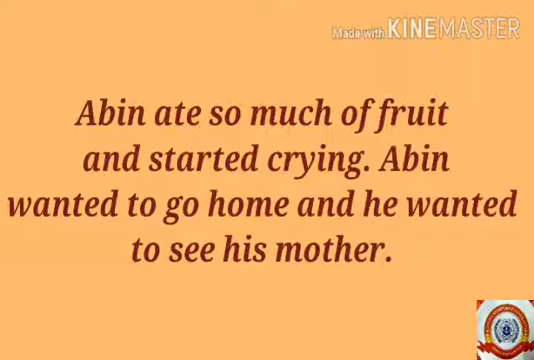 Made with KINEMASTER
Abin ate so much of fruit
and started crying. Abin
wanted to go home and he wanted
to see his mother.